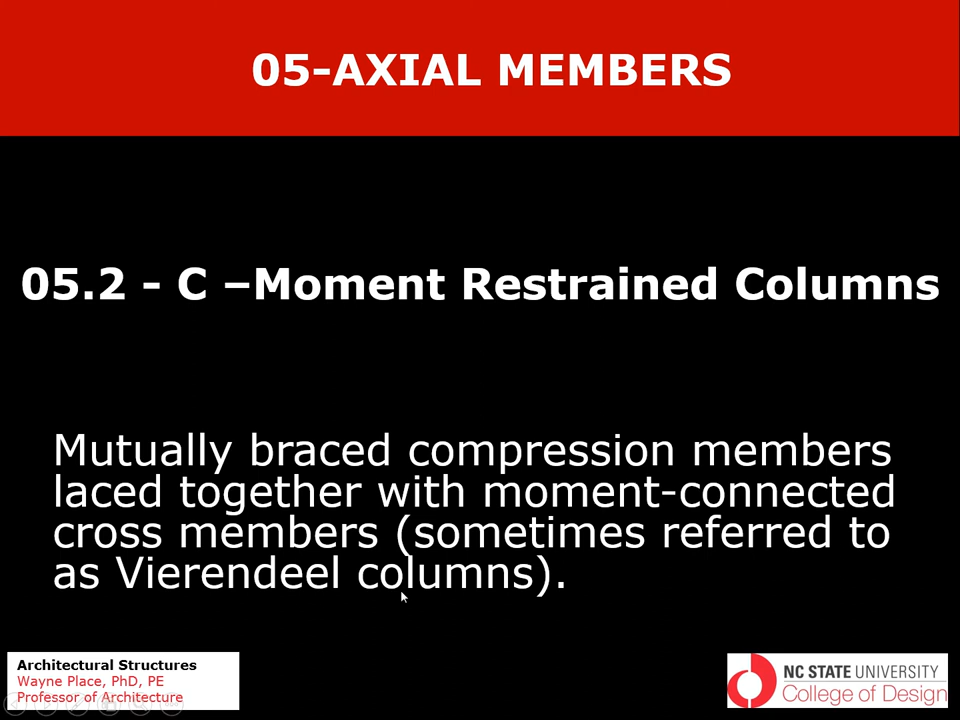 05-AXIAL MEMBERS
05.2 - C –Moment Restrained Columns
Mutually braced compression members
laced together with moment-connected
cross members (sometimes referred to
as Vierendeel columns).
Architectural Structures
Wayne Place, PhD, PE
Professor of Architecture
NC STATE UNIVERSITY
College of Design